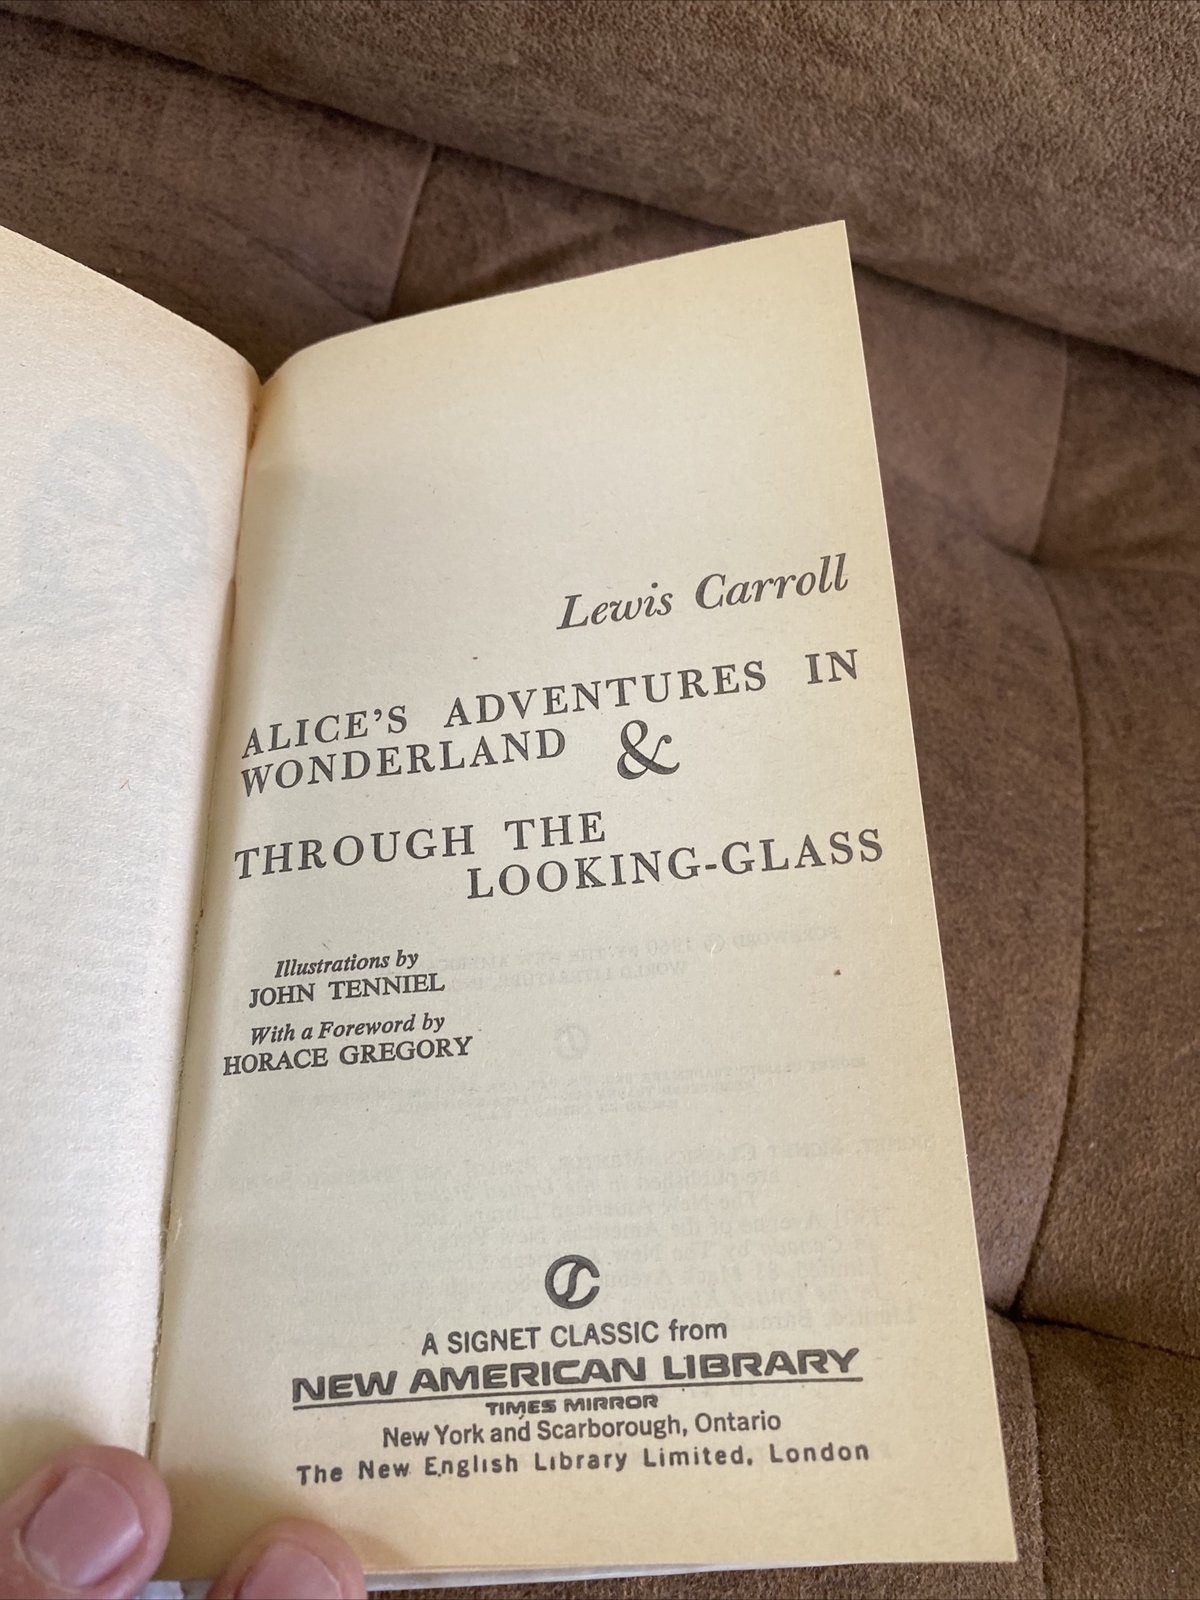 Lewis Carroll
ALICE'S ADVENTURES IN
WONDERLAND &
THROUGH THE
LOOKING-GLASS
Illustrations by
JOHN TENNIEL
With a Foreword by
HORACE GREGORY
A SIGNET CLASSIC from
NEW AMERICAN LIBRARY
TIMES MIRROR
New York and Scarborough, Ontario
The New English Library Limited, London